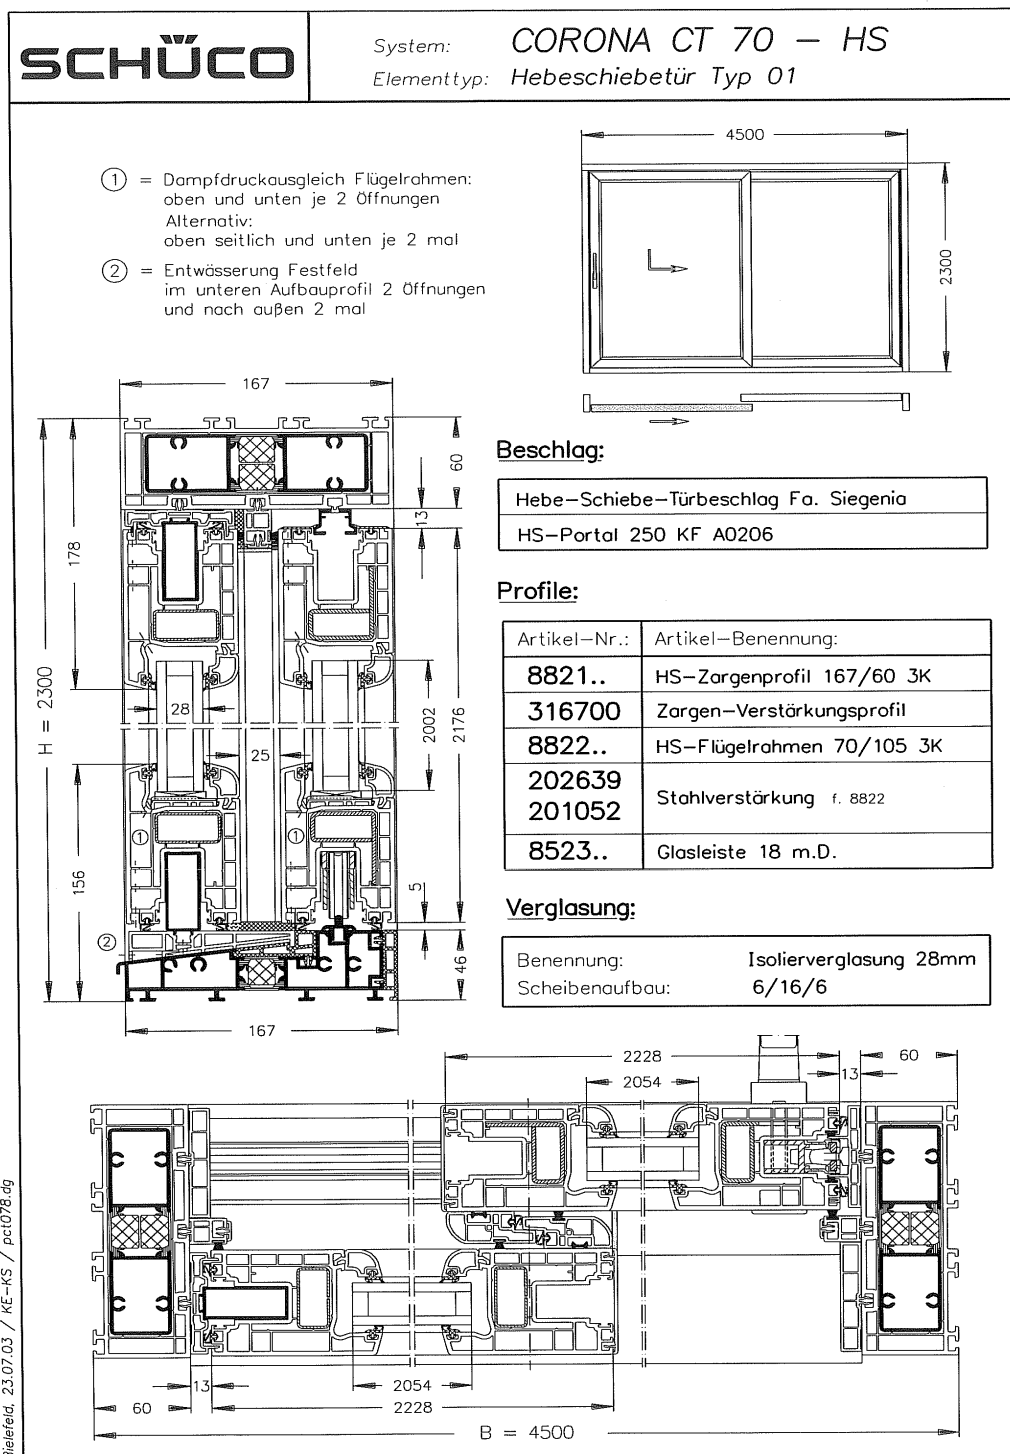 SCHÜCO
System: CORONA CT 70 – HS
Elementtyp: Hebeschiebetür Typ 01
① = Dampfdruckausgleich Flügelrahmen:
oben und unten je 2 Öffnungen
Alternativ:
oben seitlich und unten je 2 mal
② = Entwässerung Festfeld
im unteren Aufbauprofil 2 Öffnungen
und nach außen 2 mal
4500
2300
167
H = 2300
178
60
13
28
25
2002
2176
①
①
156
5
②
46
167
Beschlag:
Hebe–Schiebe–Türbeschlag Fa. Siegenia
HS–Portal 250 KF A0206
Profile:
Artikel–Nr.: Artikel–Benennung:
8821.. HS–Zargenprofil 167/60 3K
316700 Zargen–Verstärkungsprofil
8822.. HS–Flügelrahmen 70/105 3K
202639
201052 Stahlverstärkung f. 8822
8523.. Glasleiste 18 m.D.
Verglasung:
Benennung: Isolierverglasung 28mm
Scheibenaufbau: 6/16/6
2228
60
2054
13
13
2054
60
2228
B = 4500
Bielefeld, 23.07.03 / KE–KS / pct078.dg